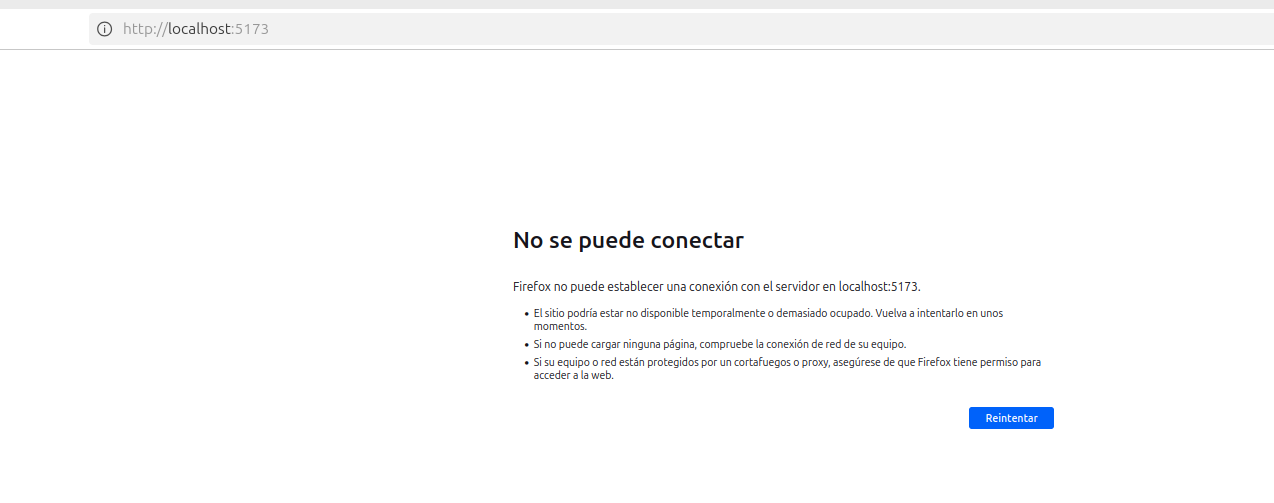 http://localhost:5173
No se puede conectar
Firefox no puede establecer una conexión con el servidor en localhost:5173.
• El sitio podría estar no disponible temporalmente o demasiado ocupado. Vuelva a intentarlo en unos
momentos.
• Si no puede cargar ninguna página, compruebe la conexión de red de su equipo.
• Si su equipo o red están protegidos por un cortafuegos o proxy, asegúrese de que Firefox tiene permiso para
acceder a la web.
Reintentar